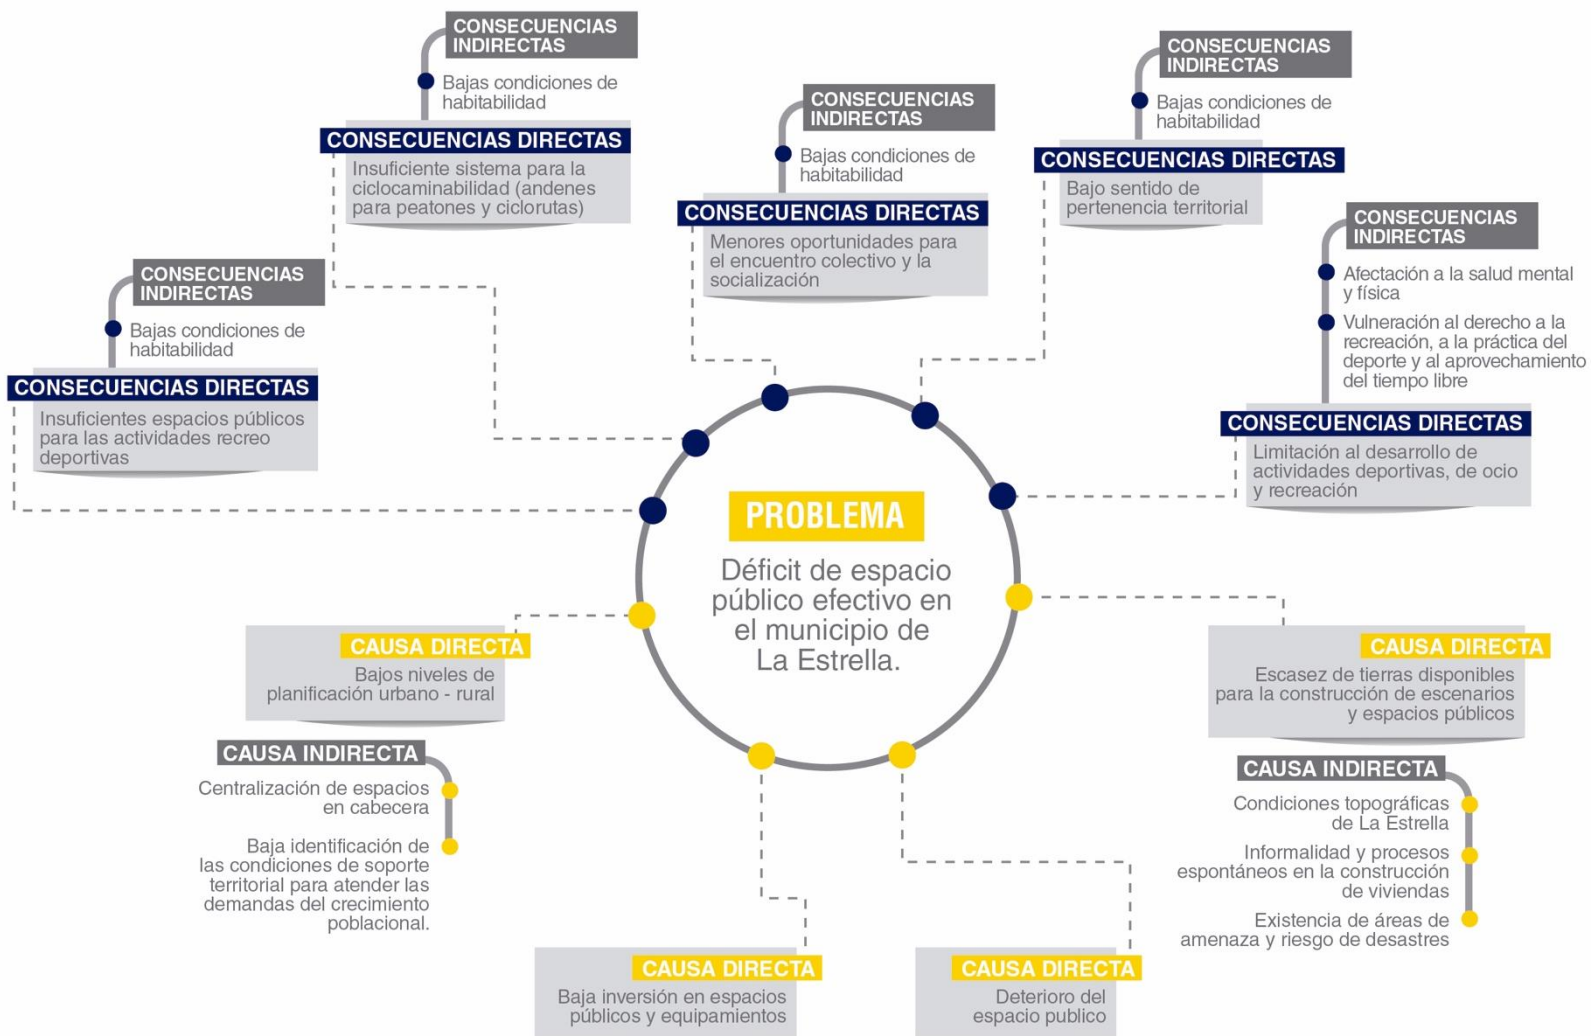 CONSECUENCIAS
INDIRECTAS
Bajas condiciones de
habitabilidad
CONSECUENCIAS DIRECTAS
Insuficiente sistema para la
ciclocaminabilidad (andenes
para peatones y ciclorutas)
CONSECUENCIAS
INDIRECTAS
Bajas condiciones de
habitabilidad
CONSECUENCIAS DIRECTAS
Menores oportunidades para
el encuentro colectivo y la
socialización
CONSECUENCIAS
INDIRECTAS
Bajas condiciones de
habitabilidad
CONSECUENCIAS DIRECTAS
Bajo sentido de
pertenencia territorial
CONSECUENCIAS
INDIRECTAS
Afectación a la salud mental
y física
Vulneración al derecho a la
recreación, a la práctica del
deporte y al aprovechamiento
del tiempo libre
CONSECUENCIAS DIRECTAS
Limitación al desarrollo de
actividades deportivas, de ocio
y recreación
CONSECUENCIAS
INDIRECTAS
Bajas condiciones de
habitabilidad
CONSECUENCIAS DIRECTAS
Insuficientes espacios públicos
para las actividades recreo
deportivas
PROBLEMA
Déficit de espacio
público efectivo en
el municipio de
La Estrella.
CAUSA DIRECTA
Bajos niveles de
planificación urbano - rural
CAUSA INDIRECTA
Centralización de espacios
en cabecera
Baja identificación de
las condiciones de soporte
territorial para atender las
demandas del crecimiento
poblacional.
CAUSA DIRECTA
Baja inversión en espacios
públicos y equipamientos
CAUSA DIRECTA
Deterioro del
espacio publico
CAUSA DIRECTA
Escasez de tierras disponibles
para la construcción de escenarios
y espacios públicos
CAUSA INDIRECTA
Condiciones topográficas
de La Estrella
Informalidad y procesos
espontáneos en la construcción
de viviendas
Existencia de áreas de
amenaza y riesgo de desastres